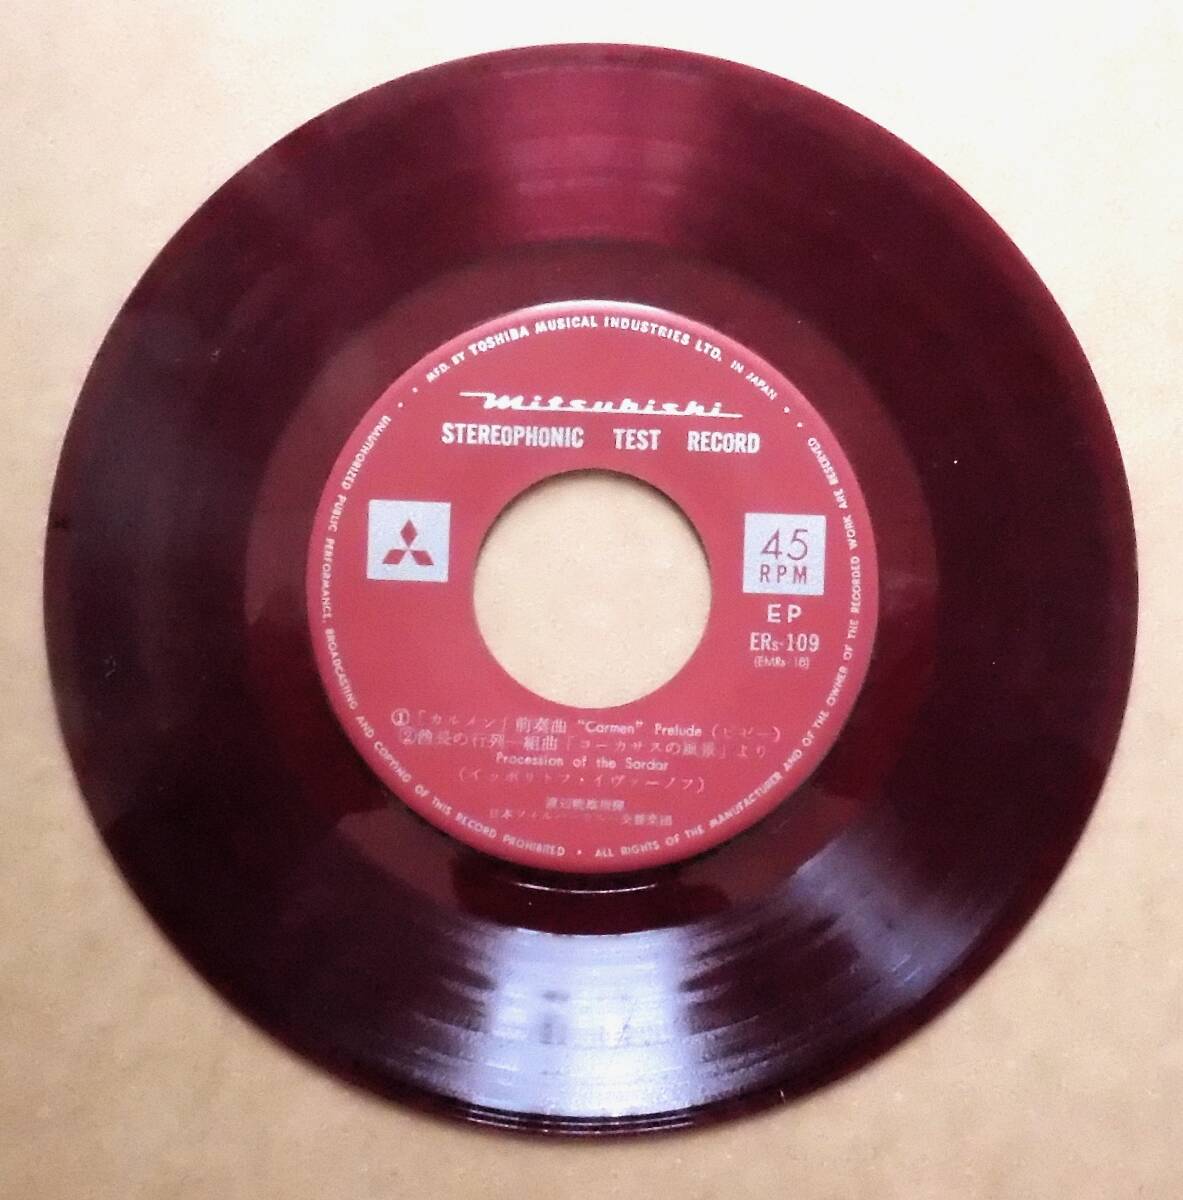 MFD. BY TOSHIBA MUSICAL INDUSTRIES LTD. IN JAPAN
Mitsubishi
STEREOPHONIC TEST RECORD
45
RPM
EP
ERs-109
①「カルメン」前奏曲 "Carmen" Prelude (ビゼー)
②酋長の行列—組曲「コーカサスの風景」より
Procession of the Sardar
(イッポリトフ・イヴァーノフ)
渡辺暁雄指揮
日本フィルハーモニー交響楽団
UNAUTHORIZED PUBLIC PERFORMANCE, BROADCASTING AND COPYING OF THIS RECORD PROHIBITED • ALL RIGHTS OF THE MANUFACTURER AND OF THE OWNER OF THE RECORDED WORK ARE RESERVED